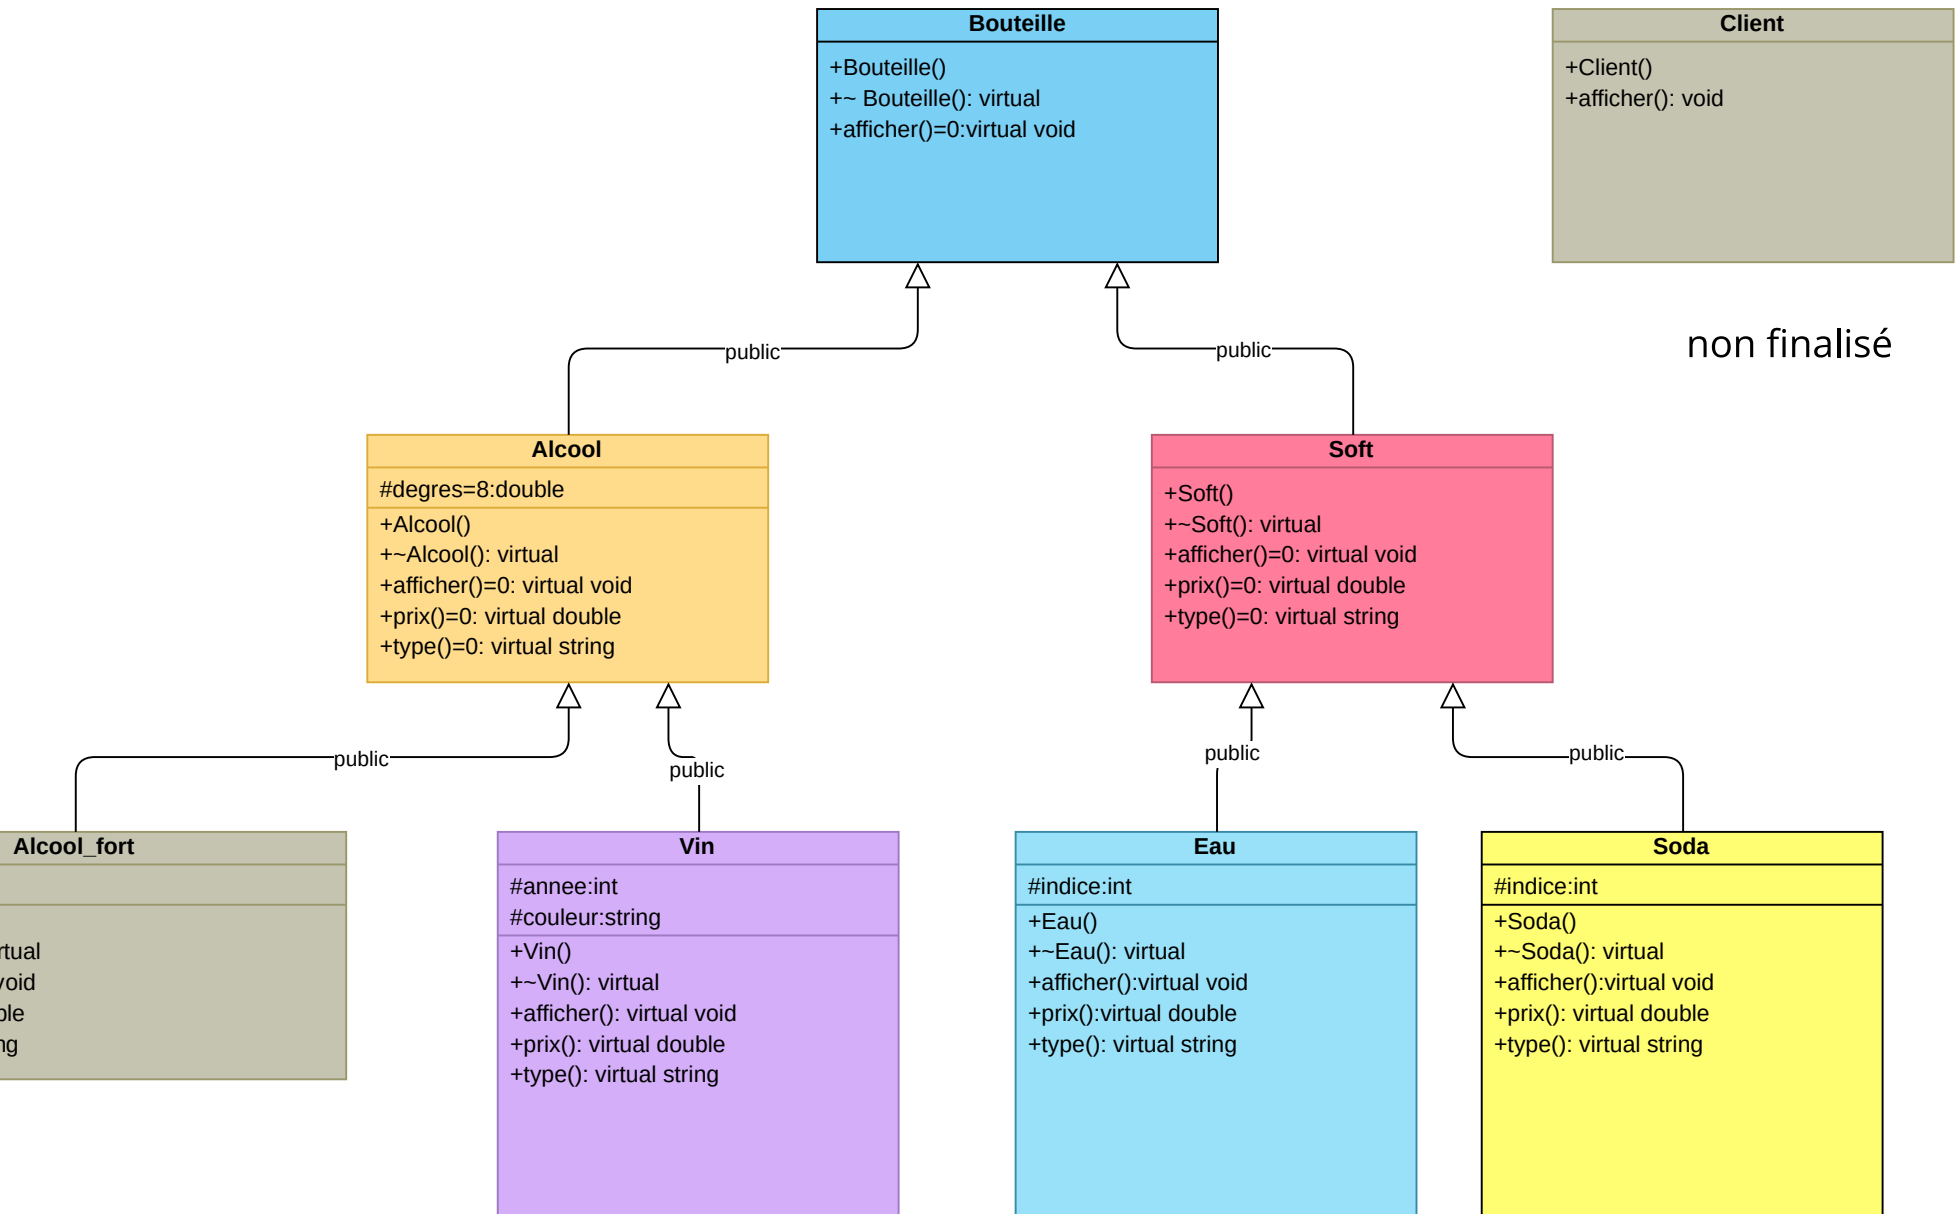 Bouteille
+Bouteille()
+~ Bouteille(): virtual
+afficher()=0:virtual void
Client
+Client()
+afficher(): void
non finalisé
public
public
Alcool
#degres=8:double
+Alcool()
+~Alcool(): virtual
+afficher()=0: virtual void
+prix()=0: virtual double
+type()=0: virtual string
Soft
+Soft()
+~Soft(): virtual
+afficher()=0: virtual void
+prix()=0: virtual double
+type()=0: virtual string
public
public
public
public
Alcool_fort
Vin
#annee:int
#couleur:string
+Vin()
+~Vin(): virtual
+afficher(): virtual void
+prix(): virtual double
+type(): virtual string
Eau
#indice:int
+Eau()
+~Eau(): virtual
+afficher():virtual void
+prix():virtual double
+type(): virtual string
Soda
#indice:int
+Soda()
+~Soda(): virtual
+afficher():virtual void
+prix(): virtual double
+type(): virtual string